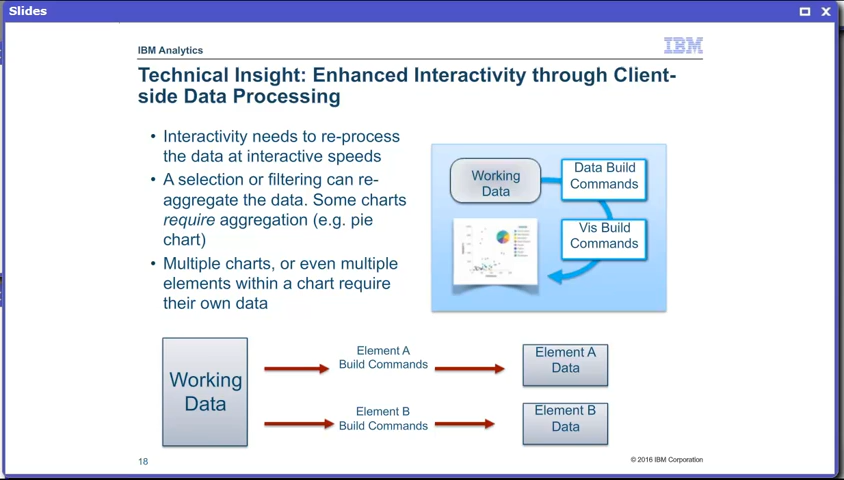 Slides
IBM Analytics
IBM
Technical Insight: Enhanced Interactivity through Client-
side Data Processing
• Interactivity needs to re-process
the data at interactive speeds
• A selection or filtering can re-
aggregate the data. Some charts
require aggregation (e.g. pie
chart)
• Multiple charts, or even multiple
elements within a chart require
their own data
Working
Data
Data Build
Commands
Vis Build
Commands
Working
Data
Element A
Build Commands
Element A
Data
Element B
Build Commands
Element B
Data
18
© 2016 IBM Corporation